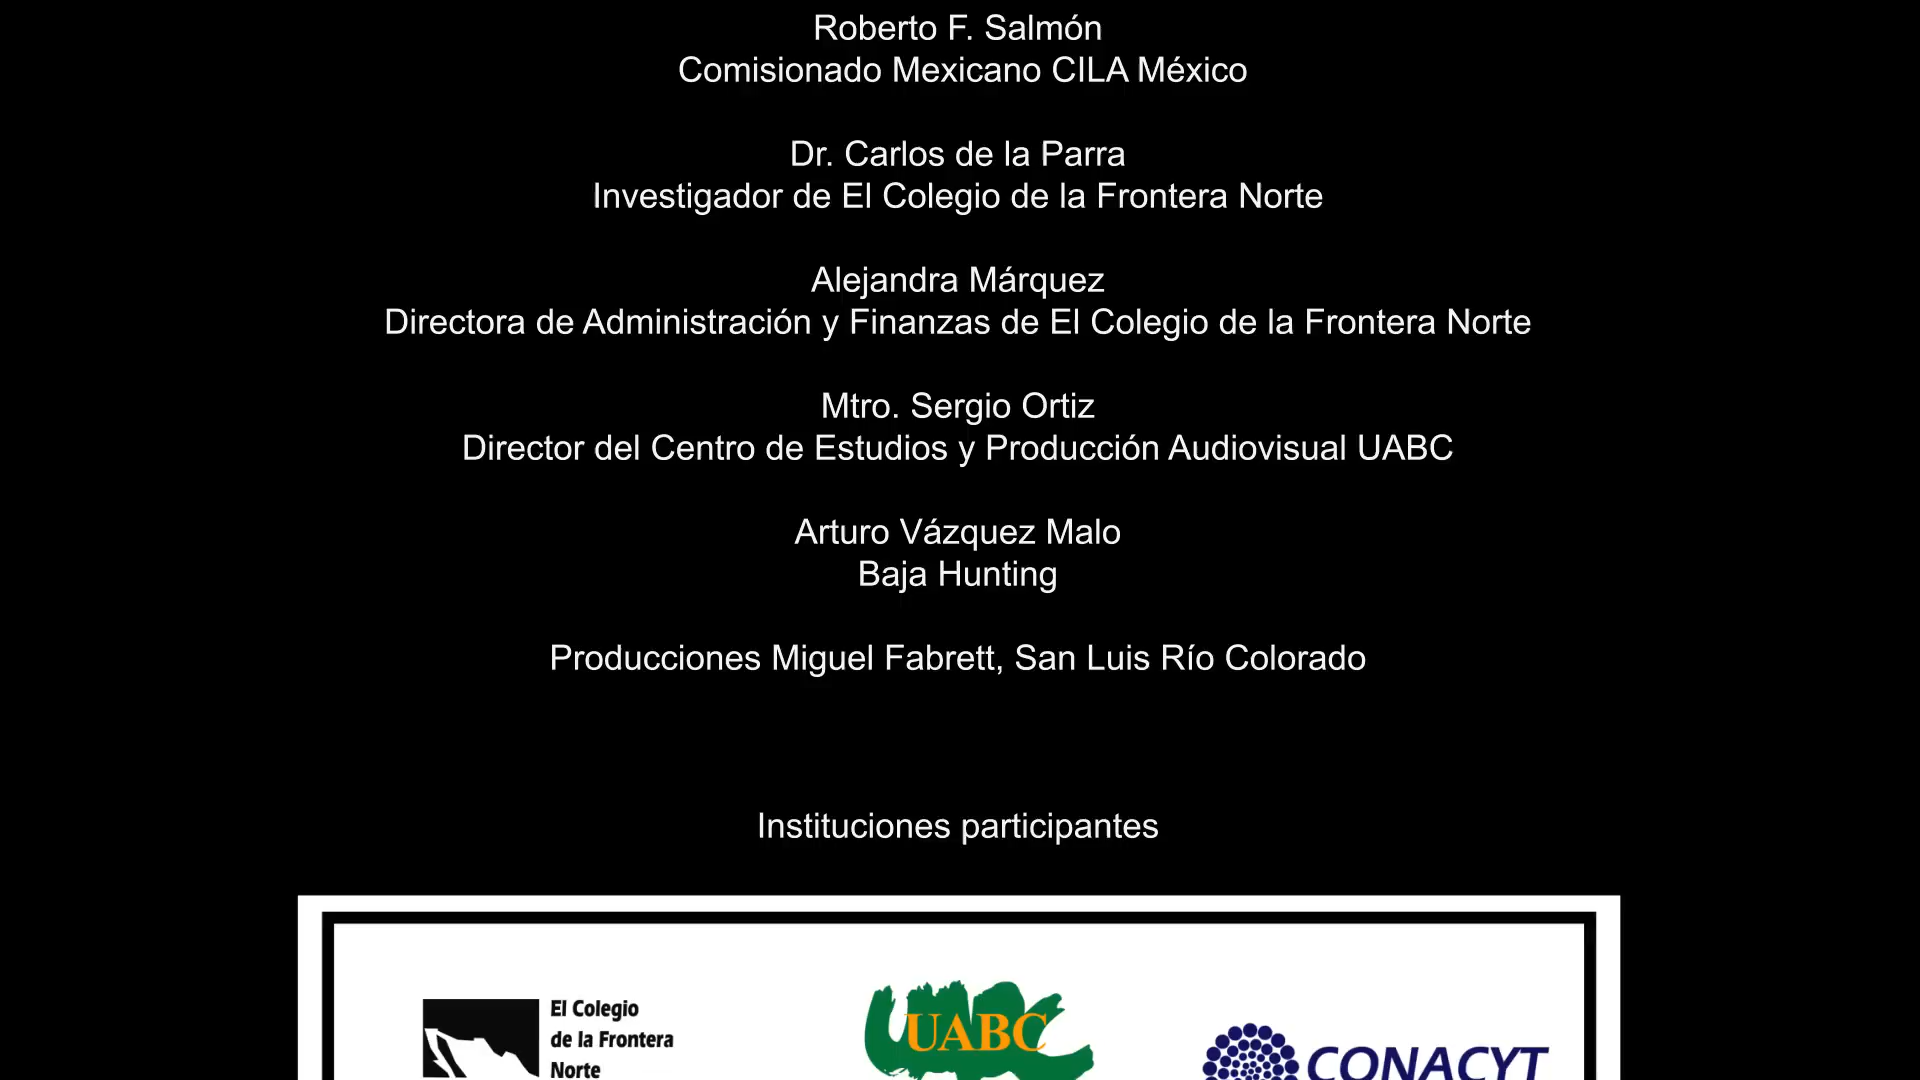 Roberto F. Salmón
Comisionado Mexicano CILA México
Dr. Carlos de la Parra
Investigador de El Colegio de la Frontera Norte
Alejandra Márquez
Directora de Administración y Finanzas de El Colegio de la Frontera Norte
Mtro. Sergio Ortiz
Director del Centro de Estudios y Producción Audiovisual UABC
Arturo Vázquez Malo
Baja Hunting
Producciones Miguel Fabrett, San Luis Río Colorado
Instituciones participantes
El Colegio
de la Frontera
Norte
UABC
CONACYT